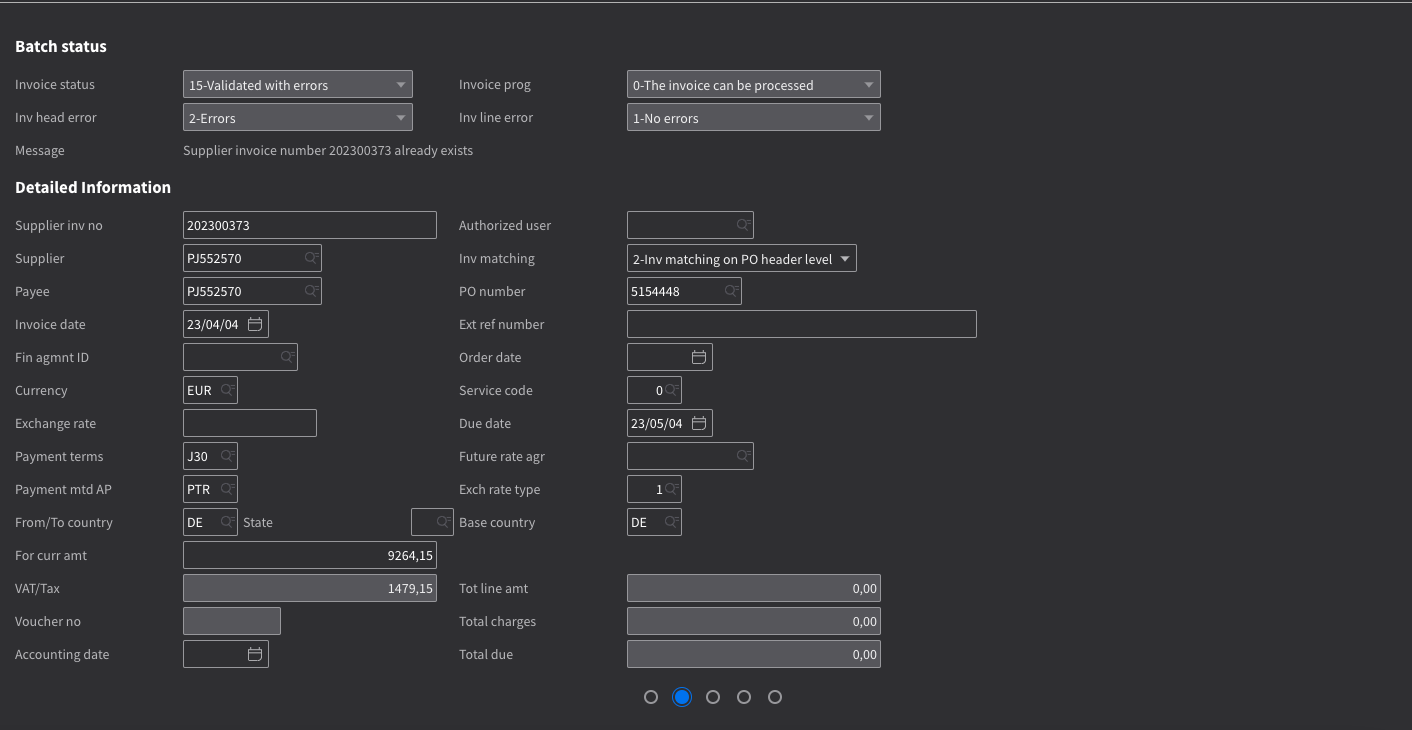 Batch status
Invoice status 15-Validated with errors Invoice prog 0-The invoice can be processed
Inv head error 2-Errors Inv line error 1-No errors
Message Supplier invoice number 202300373 already exists
Detailed Information
Supplier inv no 202300373 Authorized user
Supplier PJ552570 Inv matching 2-Inv matching on PO header level
Payee PJ552570 PO number 5154448
Invoice date 23/04/04 Ext ref number
Fin agmnt ID Order date
Currency EUR Service code 0
Exchange rate Due date 23/05/04
Payment terms J30 Future rate agr
Payment mtd AP PTR Exch rate type 1
From/To country DE State Base country DE
For curr amt 9264,15
VAT/Tax 1479,15 Tot line amt 0,00
Voucher no Total charges 0,00
Accounting date Total due 0,00